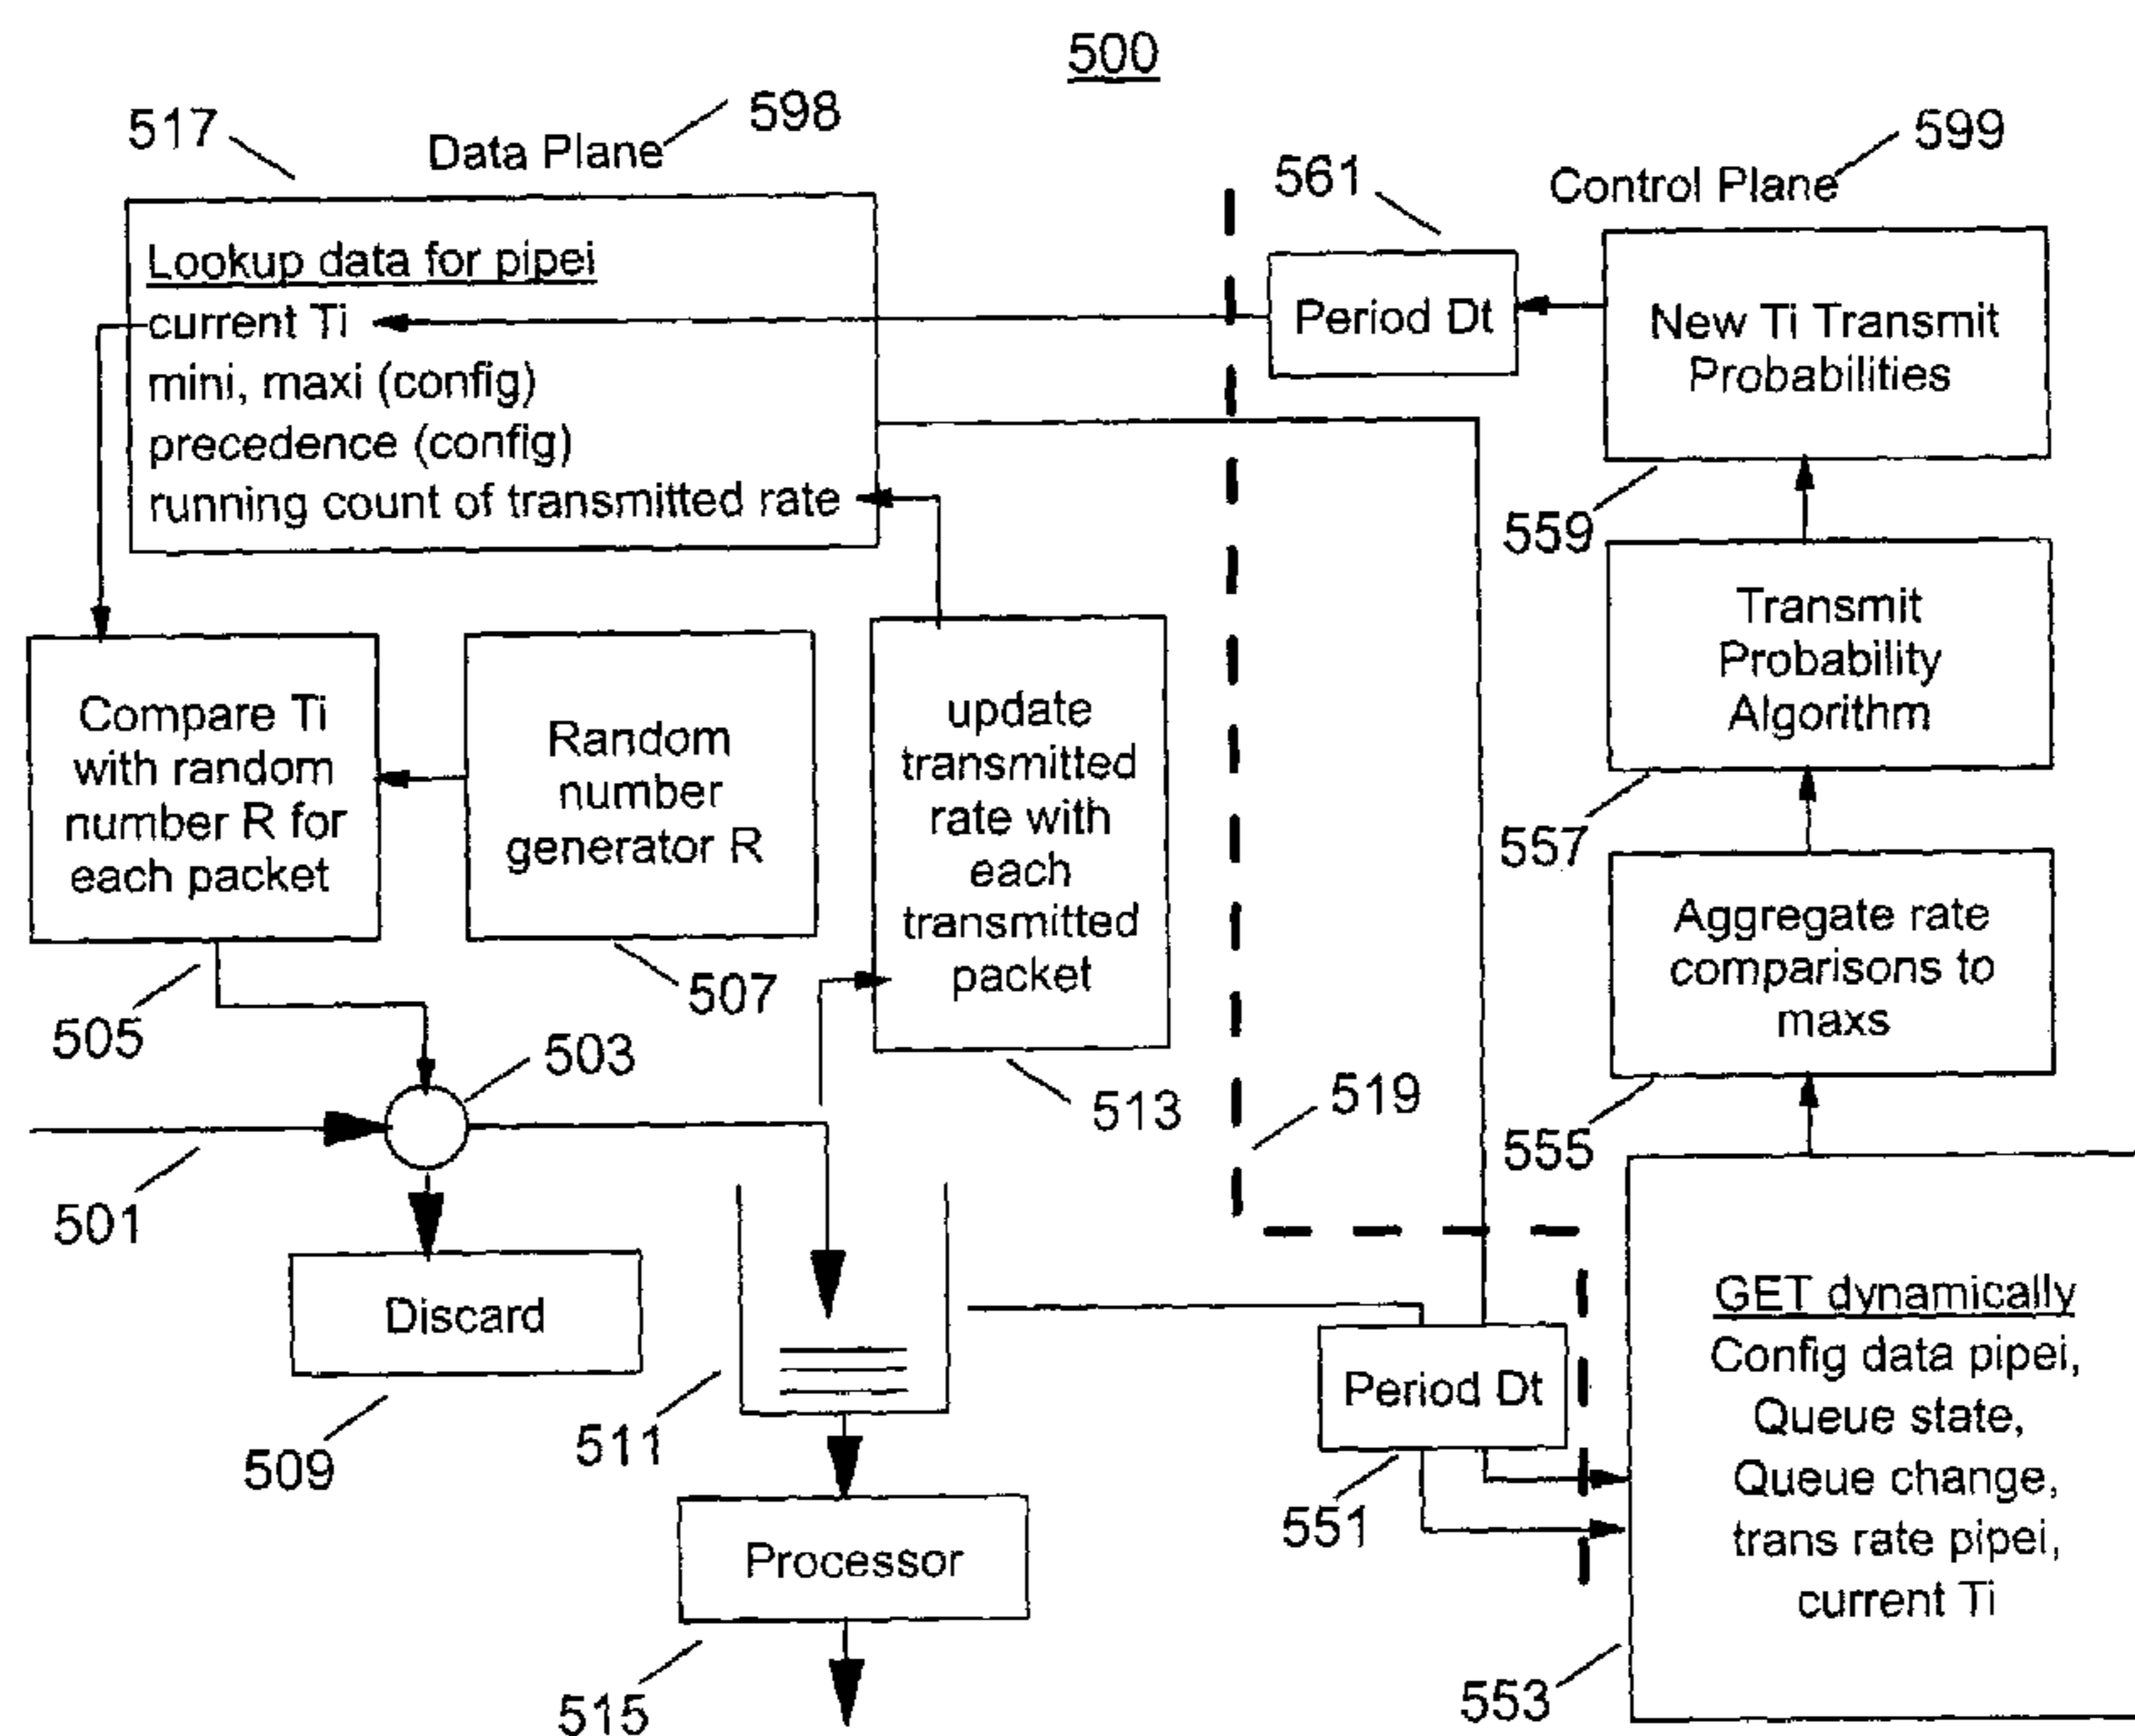 500
517
Data Plane
598
Control Plane
599
561
Lookup data for pipei
current Ti
mini, maxi (config)
precedence (config)
running count of transmitted rate
Period Dt
New Ti Transmit
Probabilities
559
Compare Ti
with random
number R for
each packet
Random
number
generator R
update
transmitted
rate with
each
transmitted
packet
Transmit
Probability
Algorithm
557
Aggregate rate
comparisons to
maxs
505
507
503
513
519
555
501
Discard
509
511
Period Dt
551
GET dynamically
Config data pipei,
Queue state,
Queue change,
trans rate pipei,
current Ti
553
Processor
515